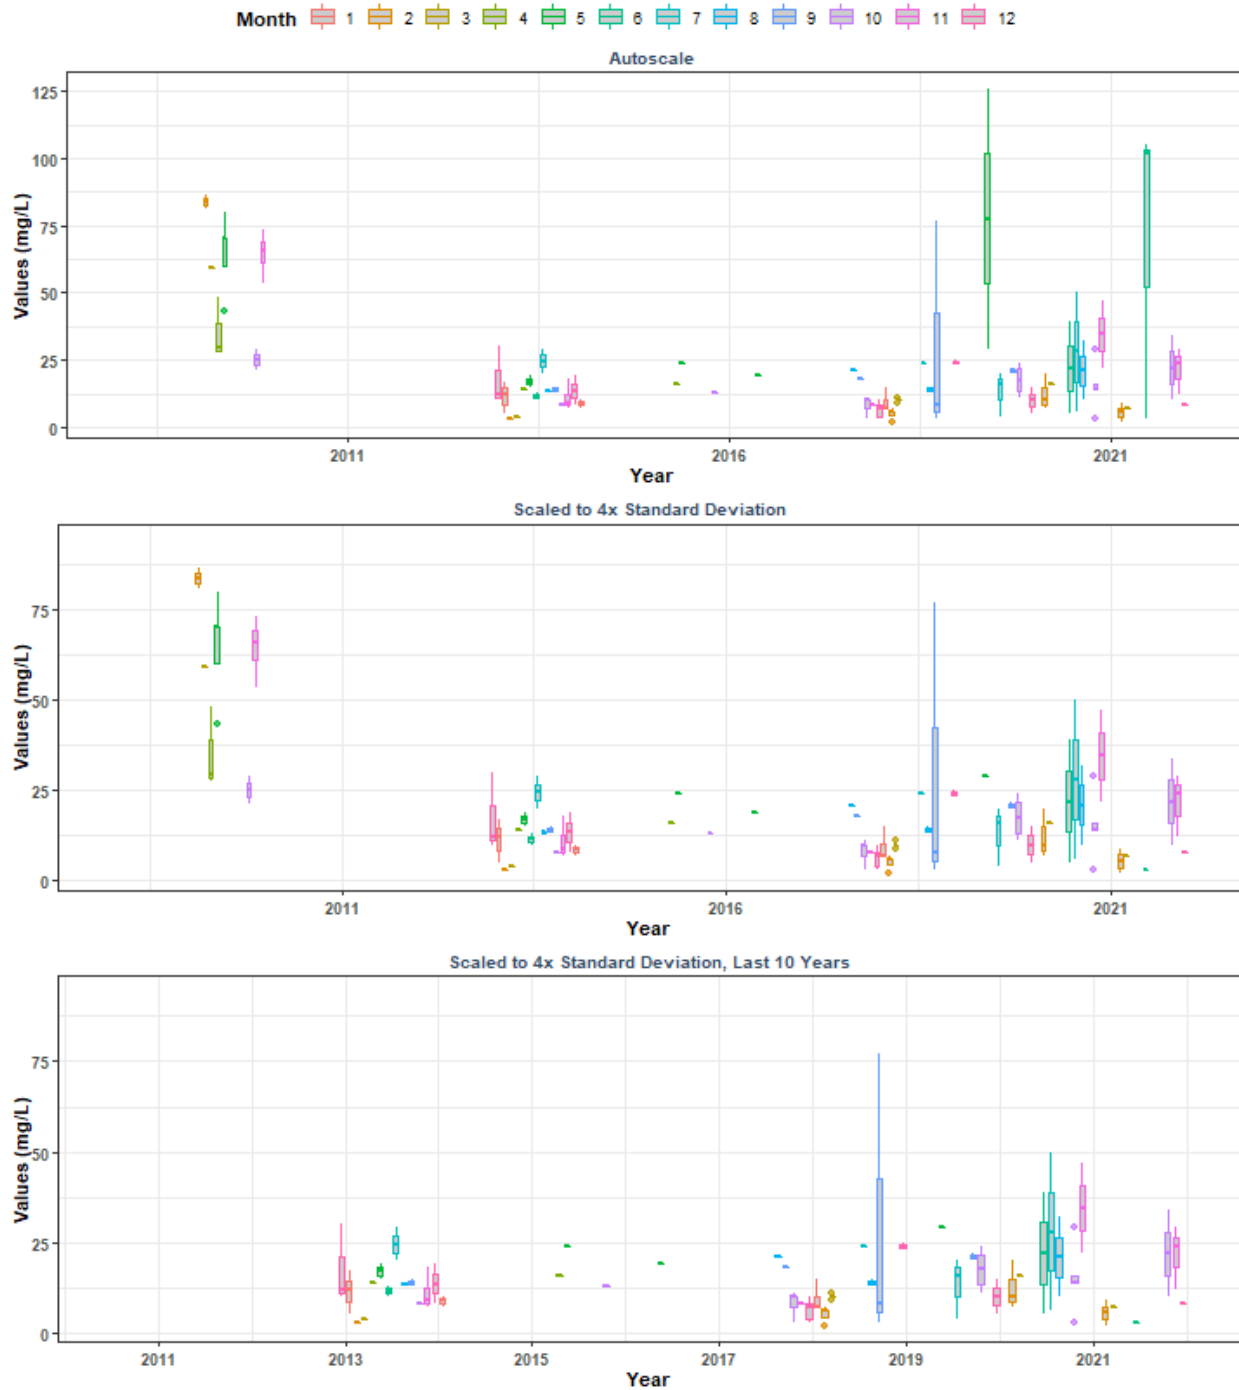 Month 1 2 3 4 5 6 7 8 9 10 11 12
Autoscale
Values (mg/L)
125
100
75
50
25
0
2011 2016 2021
Year
Scaled to 4x Standard Deviation
Values (mg/L)
75
50
25
0
2011 2016 2021
Year
Scaled to 4x Standard Deviation, Last 10 Years
Values (mg/L)
75
50
25
0
2011 2013 2015 2017 2019 2021
Year